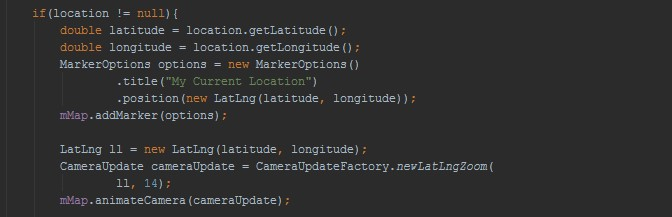 if(location != null){
double latitude = location.getLatitude();
double longitude = location.getLongitude();
MarkerOptions options = new MarkerOptions()
.title("My Current Location")
.position(new LatLng(latitude, longitude));
mMap.addMarker(options);
LatLng ll = new LatLng(latitude, longitude);
CameraUpdate cameraUpdate = CameraUpdateFactory.newLatLngZoom(
ll, 14);
mMap.animateCamera(cameraUpdate);